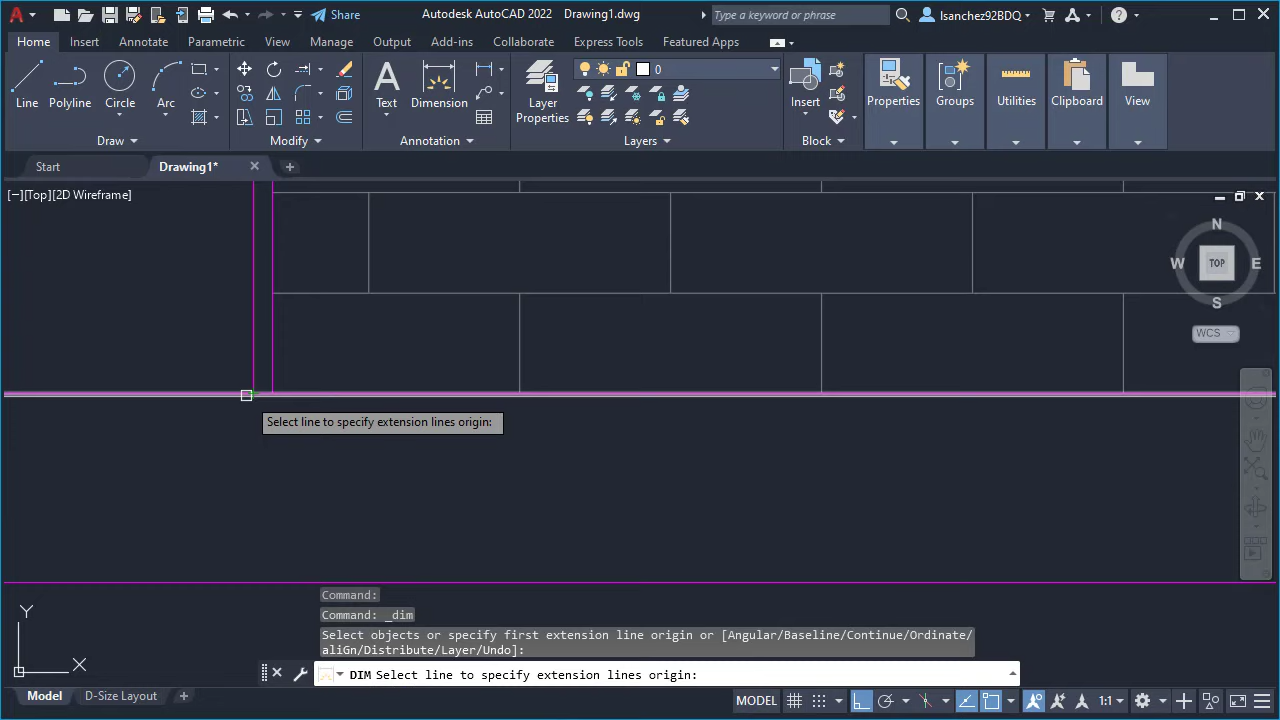 Share
Autodesk AutoCAD 2022 Drawing1.dwg
Type a keyword or phrase
lsanchez92BDQ
Home Insert Annotate Parametric View Manage Output Add-ins Collaborate Express Tools Featured Apps
Line Polyline Circle Arc
Text Dimension
Layer Properties
0
Insert
Properties Groups Utilities Clipboard View
Draw Modify Annotation Layers Block
Start Drawing1*
[−][Top][2D Wireframe]
N
W TOP E
S
WCS
Select line to specify extension lines origin:
Command:
Command: _dim
Select objects or specify first extension line origin or [Angular/Baseline/Continue/Ordinate/
aliGn/Distribute/Layer/Undo]:
DIM Select line to specify extension lines origin:
Y
X
Model D-Size Layout
MODEL 1:1